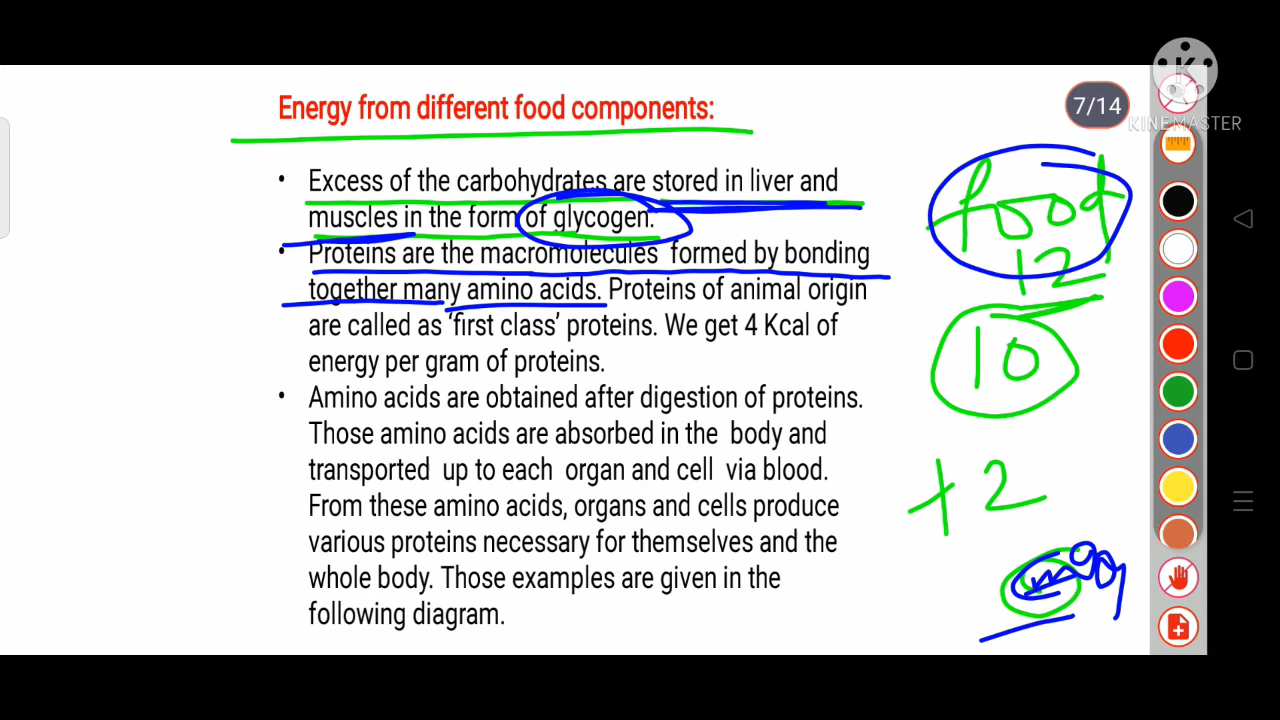 Energy from different food components:
7/14
KINEMASTER
• Excess of the carbohydrates are stored in liver and
muscles in the form of glycogen.
• Proteins are the macromolecules formed by bonding
together many amino acids. Proteins of animal origin
are called as ‘first class’ proteins. We get 4 Kcal of
energy per gram of proteins.
• Amino acids are obtained after digestion of proteins.
Those amino acids are absorbed in the body and
transported up to each organ and cell via blood.
From these amino acids, organs and cells produce
various proteins necessary for themselves and the
whole body. Those examples are given in the
following diagram.
food
12
10
+2